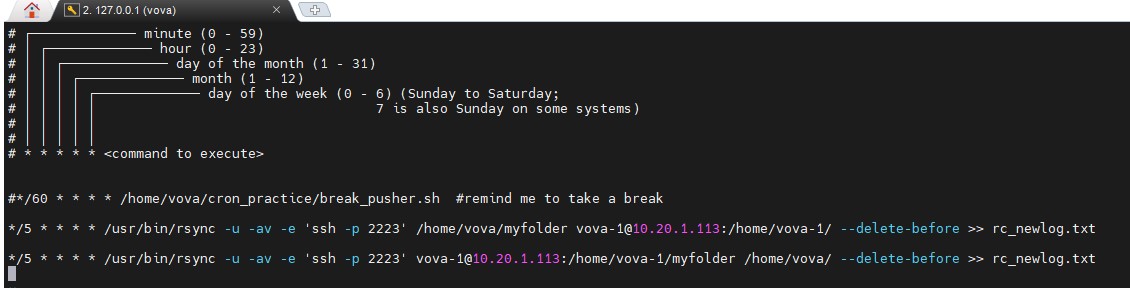 2. 127.0.0.1 (vova)
# minute (0 - 59)
# hour (0 - 23)
# day of the month (1 - 31)
# month (1 - 12)
# day of the week (0 - 6) (Sunday to Saturday;
# 7 is also Sunday on some systems)
#
#
# * * * * * <command to execute>
#*/60 * * * * /home/vova/cron_practice/break_pusher.sh  #remind me to take a break
*/5 * * * * /usr/bin/rsync -u -av -e 'ssh -p 2223' /home/vova/myfolder vova-1@10.20.1.113:/home/vova-1/ --delete-before >> rc_newlog.txt
*/5 * * * * /usr/bin/rsync -u -av -e 'ssh -p 2223' vova-1@10.20.1.113:/home/vova-1/myfolder /home/vova/ --delete-before >> rc_newlog.txt